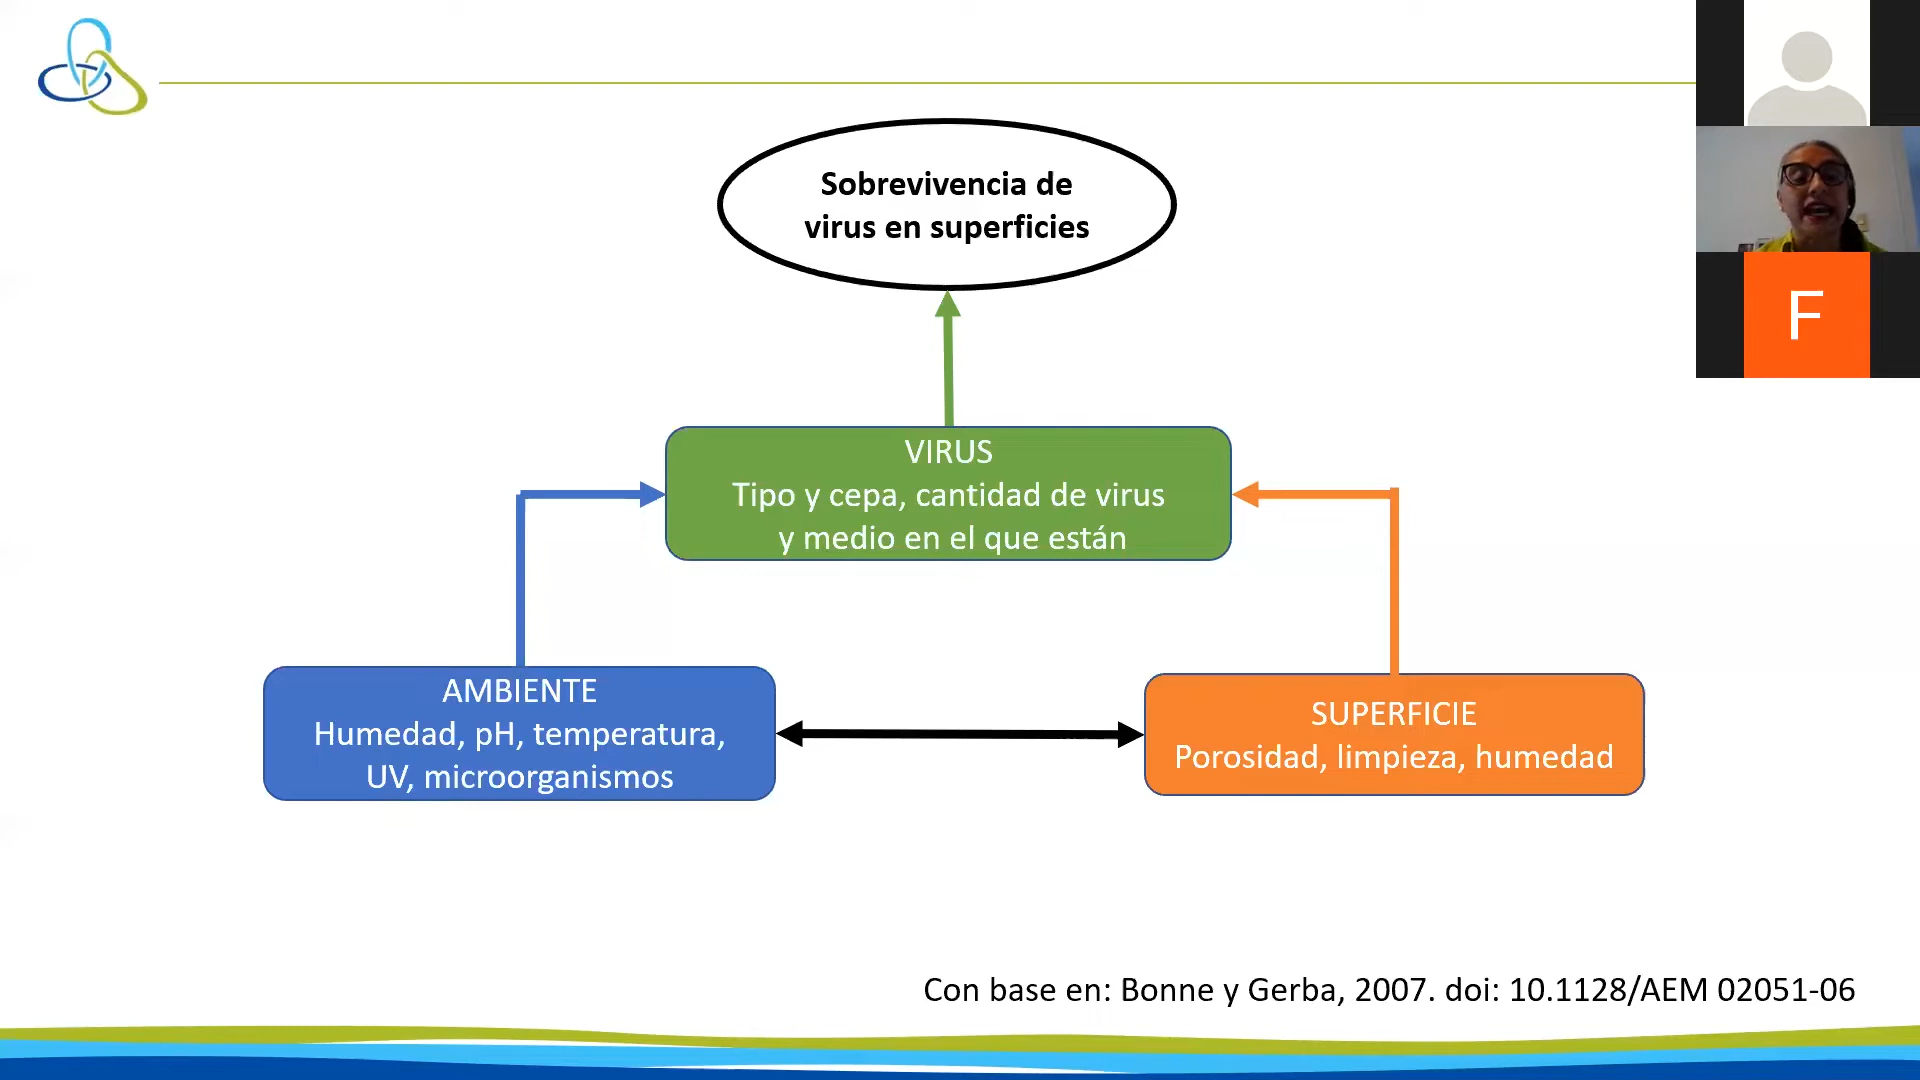 Sobrevivencia de
virus en superficies
F
VIRUS
Tipo y cepa, cantidad de virus
y medio en el que están
AMBIENTE
Humedad, pH, temperatura,
UV, microorganismos
SUPERFICIE
Porosidad, limpieza, humedad
Con base en: Bonne y Gerba, 2007. doi: 10.1128/AEM 02051-06